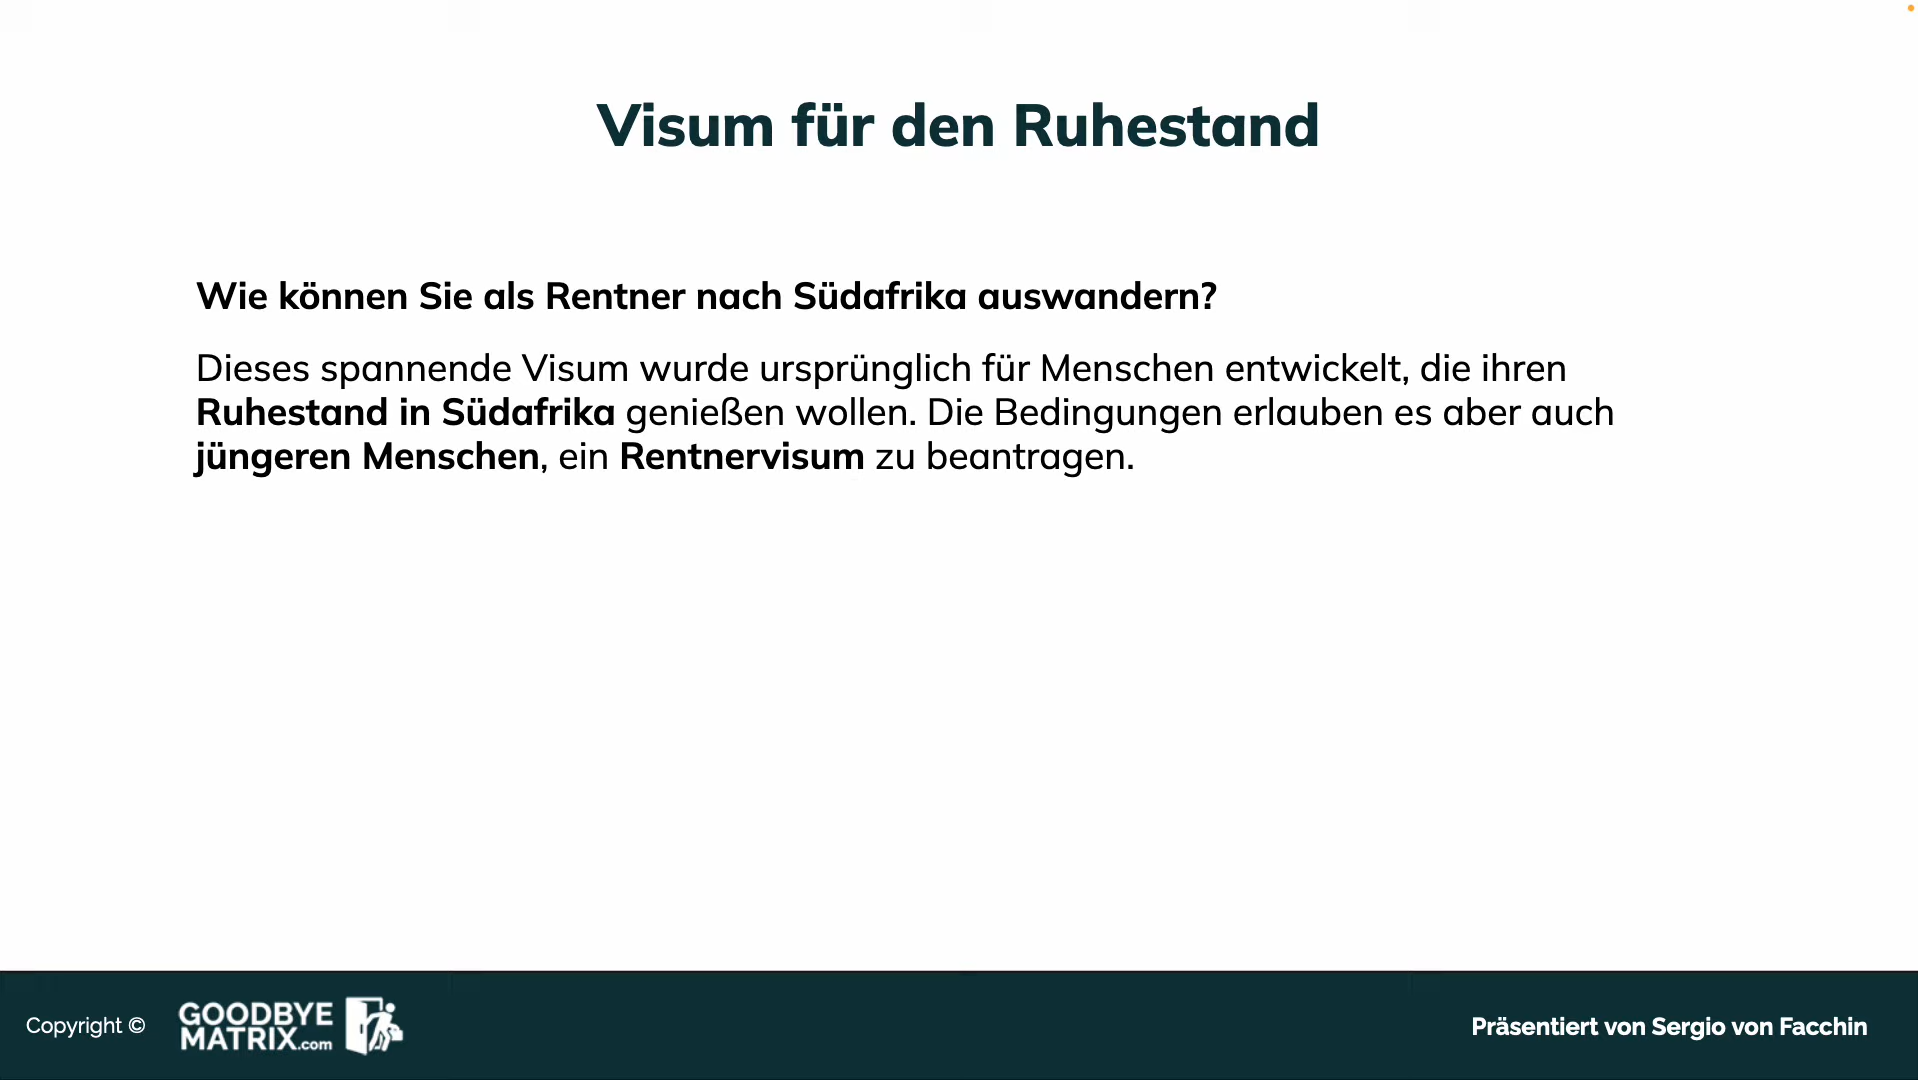 Visum für den Ruhestand
Wie können Sie als Rentner nach Südafrika auswandern?
Dieses spannende Visum wurde ursprünglich für Menschen entwickelt, die ihren
Ruhestand in Südafrika genießen wollen. Die Bedingungen erlauben es aber auch
jüngeren Menschen, ein Rentnervisum zu beantragen.
Copyright ©
GOODBYE
MATRIX.com
Präsentiert von Sergio von Facchin